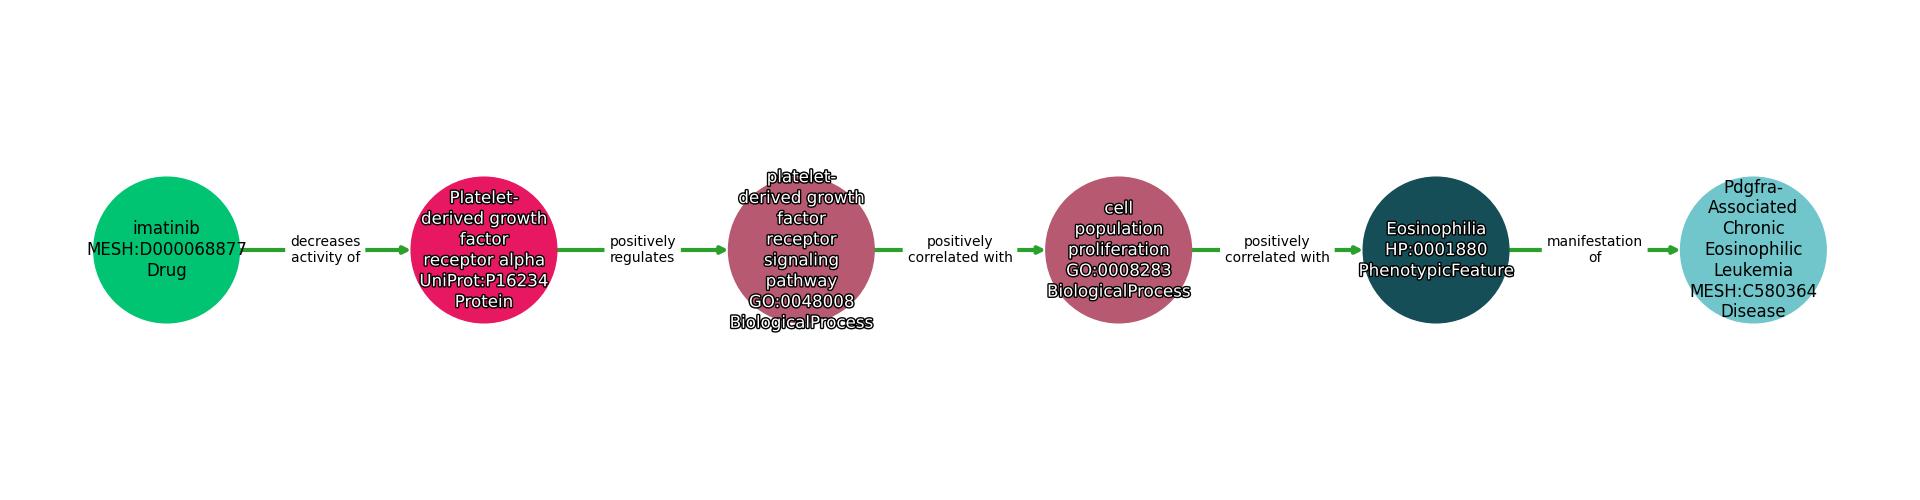 imatinib
MESH:D000068877
Drug
decreases
activity of
Platelet-
derived growth
factor
receptor alpha
UniProt:P16234
Protein
positively
regulates
platelet-
derived growth
factor
receptor
signaling
pathway
GO:0048008
BiologicalProcess
positively
correlated with
cell
population
proliferation
GO:0008283
BiologicalProcess
positively
correlated with
Eosinophilia
HP:0001880
PhenotypicFeature
manifestation
of
Pdgfra-
Associated
Chronic
Eosinophilic
Leukemia
MESH:C580364
Disease